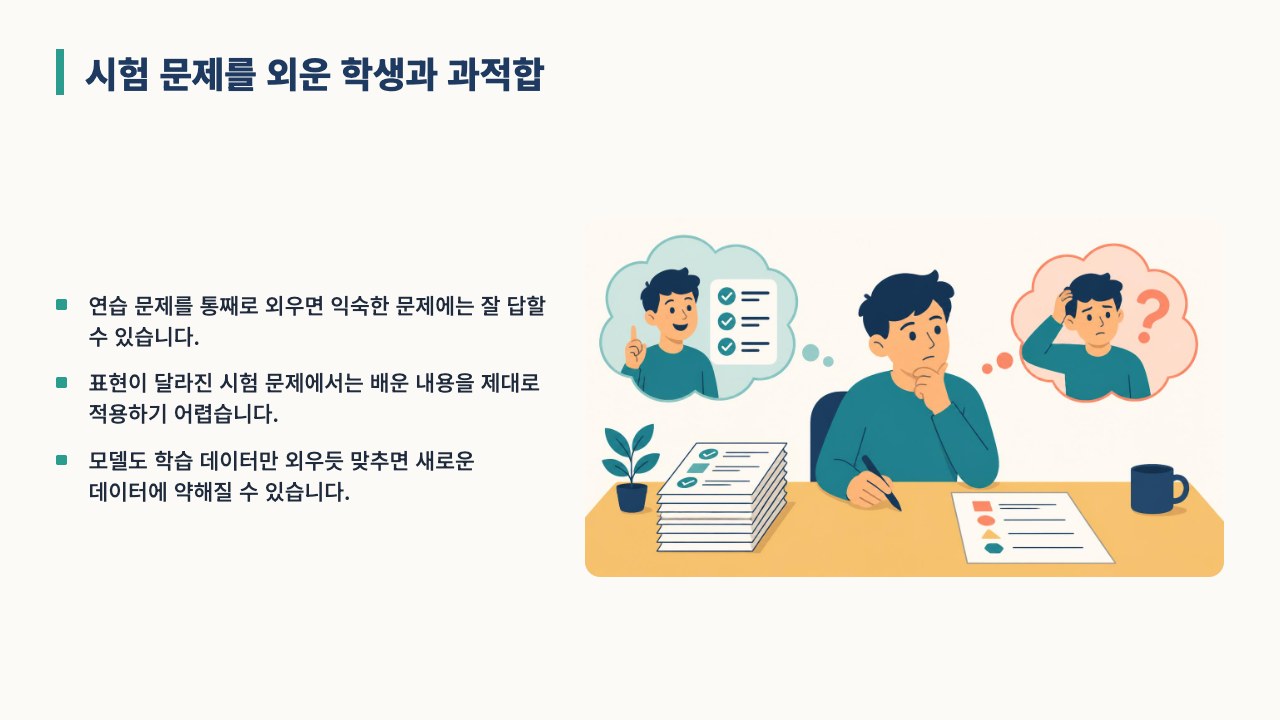 시험 문제를 외운 학생과 과적합
연습 문제를 통째로 외우면 익숙한 문제에는 잘 답할
수 있습니다.
표현이 달라진 시험 문제에서는 배운 내용을 제대로
적용하기 어렵습니다.
모델도 학습 데이터만 외우듯 맞추면 새로운
데이터에 약해질 수 있습니다.
?